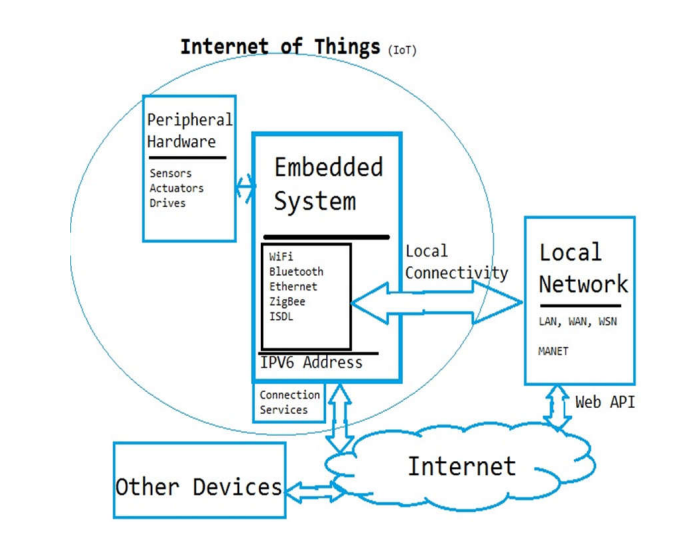 Internet of Things (IoT)
Peripheral
Hardware
Sensors
Actuators
Drives
Embedded
System
WiFi
Bluetooth
Ethernet
ZigBee
ISDL
IPV6 Address
Connection
Services
Local
Connectivity
Local
Network
LAN, WAN, WSN
MANET
Web API
Internet
Other Devices